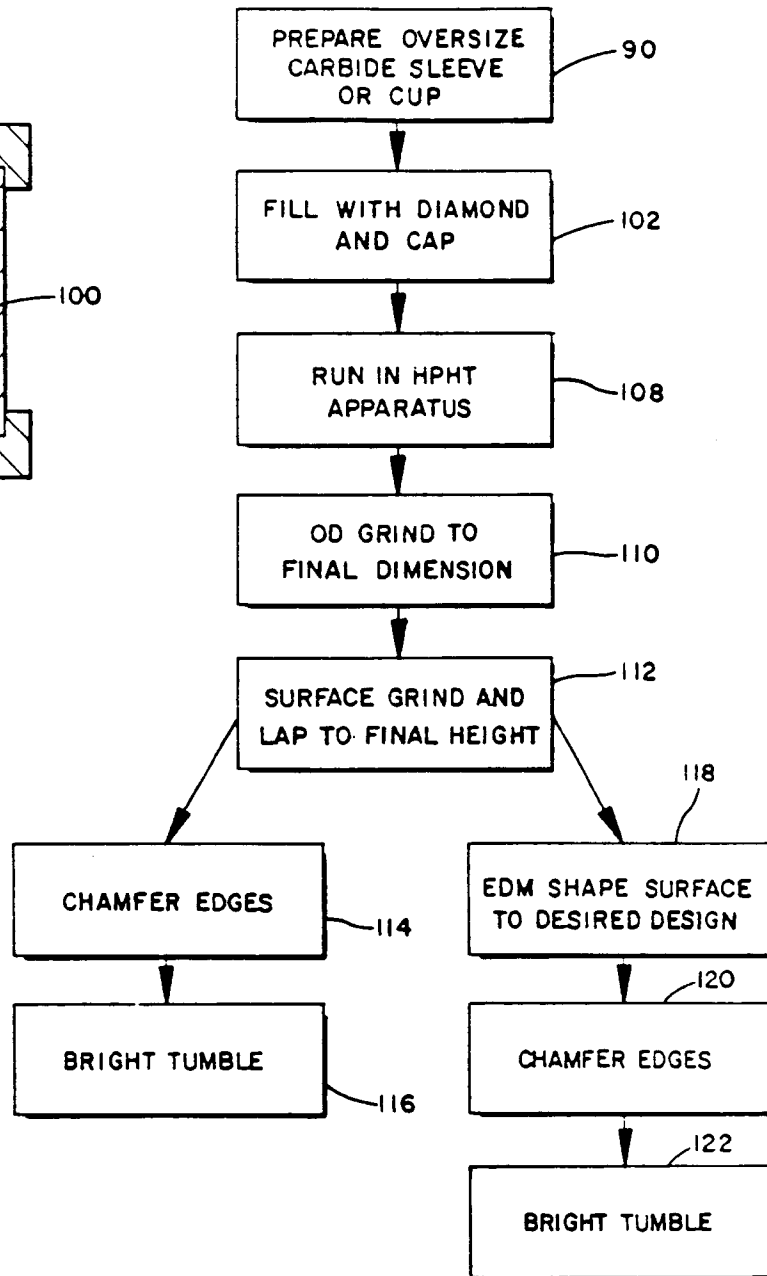 PREPARE OVERSIZE
CARBIDE SLEEVE
OR CUP
90
FILL WITH DIAMOND
AND CAP
102
100
RUN IN HPHT
APPARATUS
108
OD GRIND TO
FINAL DIMENSION
110
SURFACE GRIND AND
LAP TO FINAL HEIGHT
112
CHAMFER EDGES
114
BRIGHT TUMBLE
116
118
EDM SHAPE SURFACE
TO DESIRED DESIGN
120
CHAMFER EDGES
122
BRIGHT TUMBLE